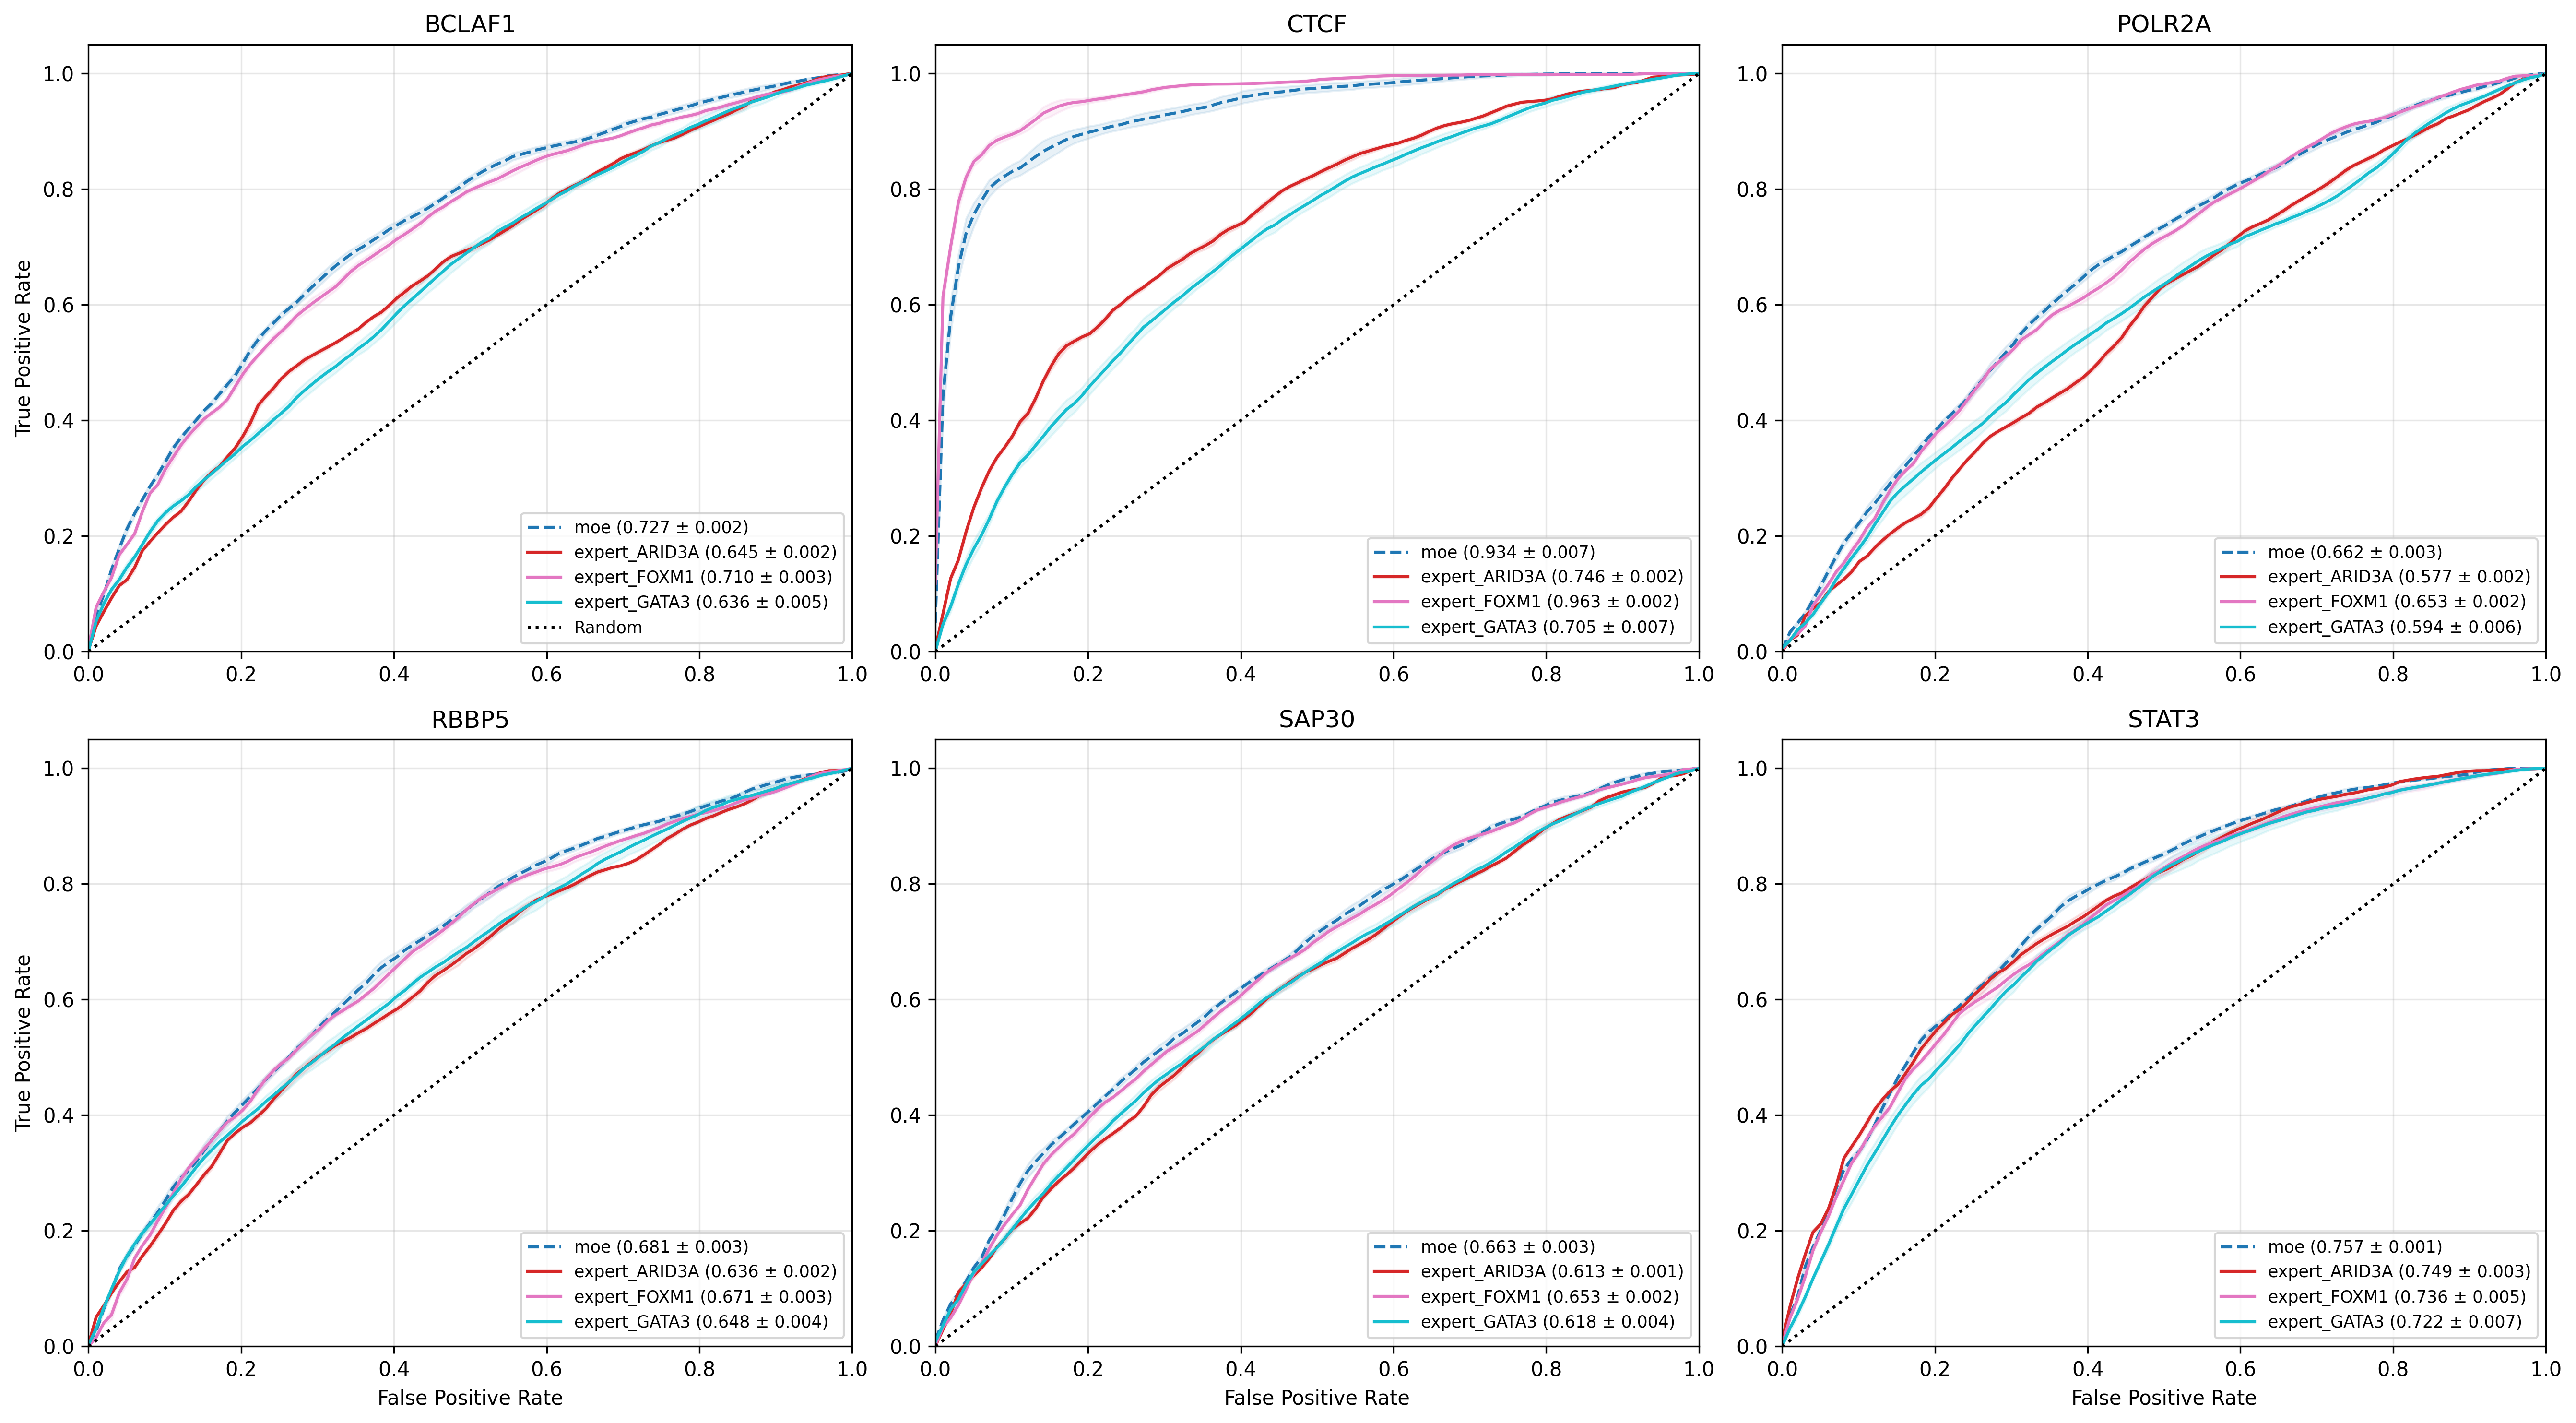 BCLAF1
True Positive Rate
1.0
0.8
0.6
0.4
0.2
0.0
0.0 0.2 0.4 0.6 0.8 1.0
moe (0.727 ± 0.002)
expert_ARID3A (0.645 ± 0.002)
expert_FOXM1 (0.710 ± 0.003)
expert_GATA3 (0.636 ± 0.005)
Random
CTCF
1.0
0.8
0.6
0.4
0.2
0.0
0.0 0.2 0.4 0.6 0.8 1.0
moe (0.934 ± 0.007)
expert_ARID3A (0.746 ± 0.002)
expert_FOXM1 (0.963 ± 0.002)
expert_GATA3 (0.705 ± 0.007)
POLR2A
1.0
0.8
0.6
0.4
0.2
0.0
0.0 0.2 0.4 0.6 0.8 1.0
moe (0.662 ± 0.003)
expert_ARID3A (0.577 ± 0.002)
expert_FOXM1 (0.653 ± 0.002)
expert_GATA3 (0.594 ± 0.006)
RBBP5
True Positive Rate
1.0
0.8
0.6
0.4
0.2
0.0
0.0 0.2 0.4 0.6 0.8 1.0
False Positive Rate
moe (0.681 ± 0.003)
expert_ARID3A (0.636 ± 0.002)
expert_FOXM1 (0.671 ± 0.003)
expert_GATA3 (0.648 ± 0.004)
SAP30
1.0
0.8
0.6
0.4
0.2
0.0
0.0 0.2 0.4 0.6 0.8 1.0
False Positive Rate
moe (0.663 ± 0.003)
expert_ARID3A (0.613 ± 0.001)
expert_FOXM1 (0.653 ± 0.002)
expert_GATA3 (0.618 ± 0.004)
STAT3
1.0
0.8
0.6
0.4
0.2
0.0
0.0 0.2 0.4 0.6 0.8 1.0
False Positive Rate
moe (0.757 ± 0.001)
expert_ARID3A (0.749 ± 0.003)
expert_FOXM1 (0.736 ± 0.005)
expert_GATA3 (0.722 ± 0.007)